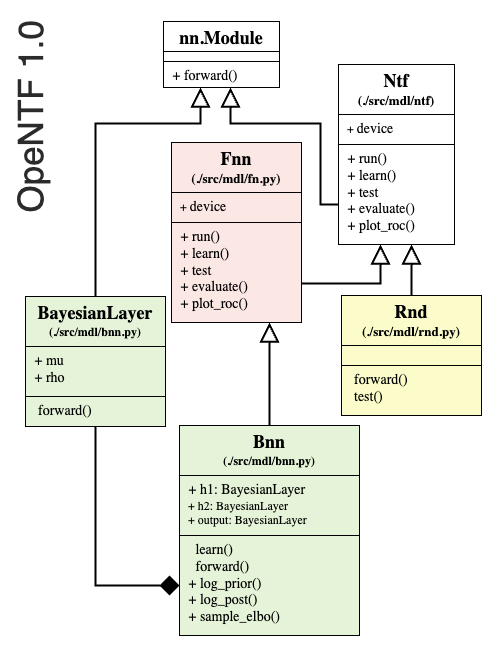 OpeNTF 1.0
nn.Module
+ forward()
Ntf
(./src/mdl/ntf)
+ device
+ run()
+ learn()
+ test
+ evaluate()
+ plot_roc()
Fnn
(./src/mdl/fn.py)
+ device
+ run()
+ learn()
+ test
+ evaluate()
+ plot_roc()
BayesianLayer
(./src/mdl/bnn.py)
+ mu
+ rho
forward()
Rnd
(./src/mdl/rnd.py)
forward()
test()
Bnn
(./src/mdl/bnn.py)
+ h1: BayesianLayer
+ h2: BayesianLayer
+ output: BayesianLayer
learn()
forward()
+ log_prior()
+ log_post()
+ sample_elbo()